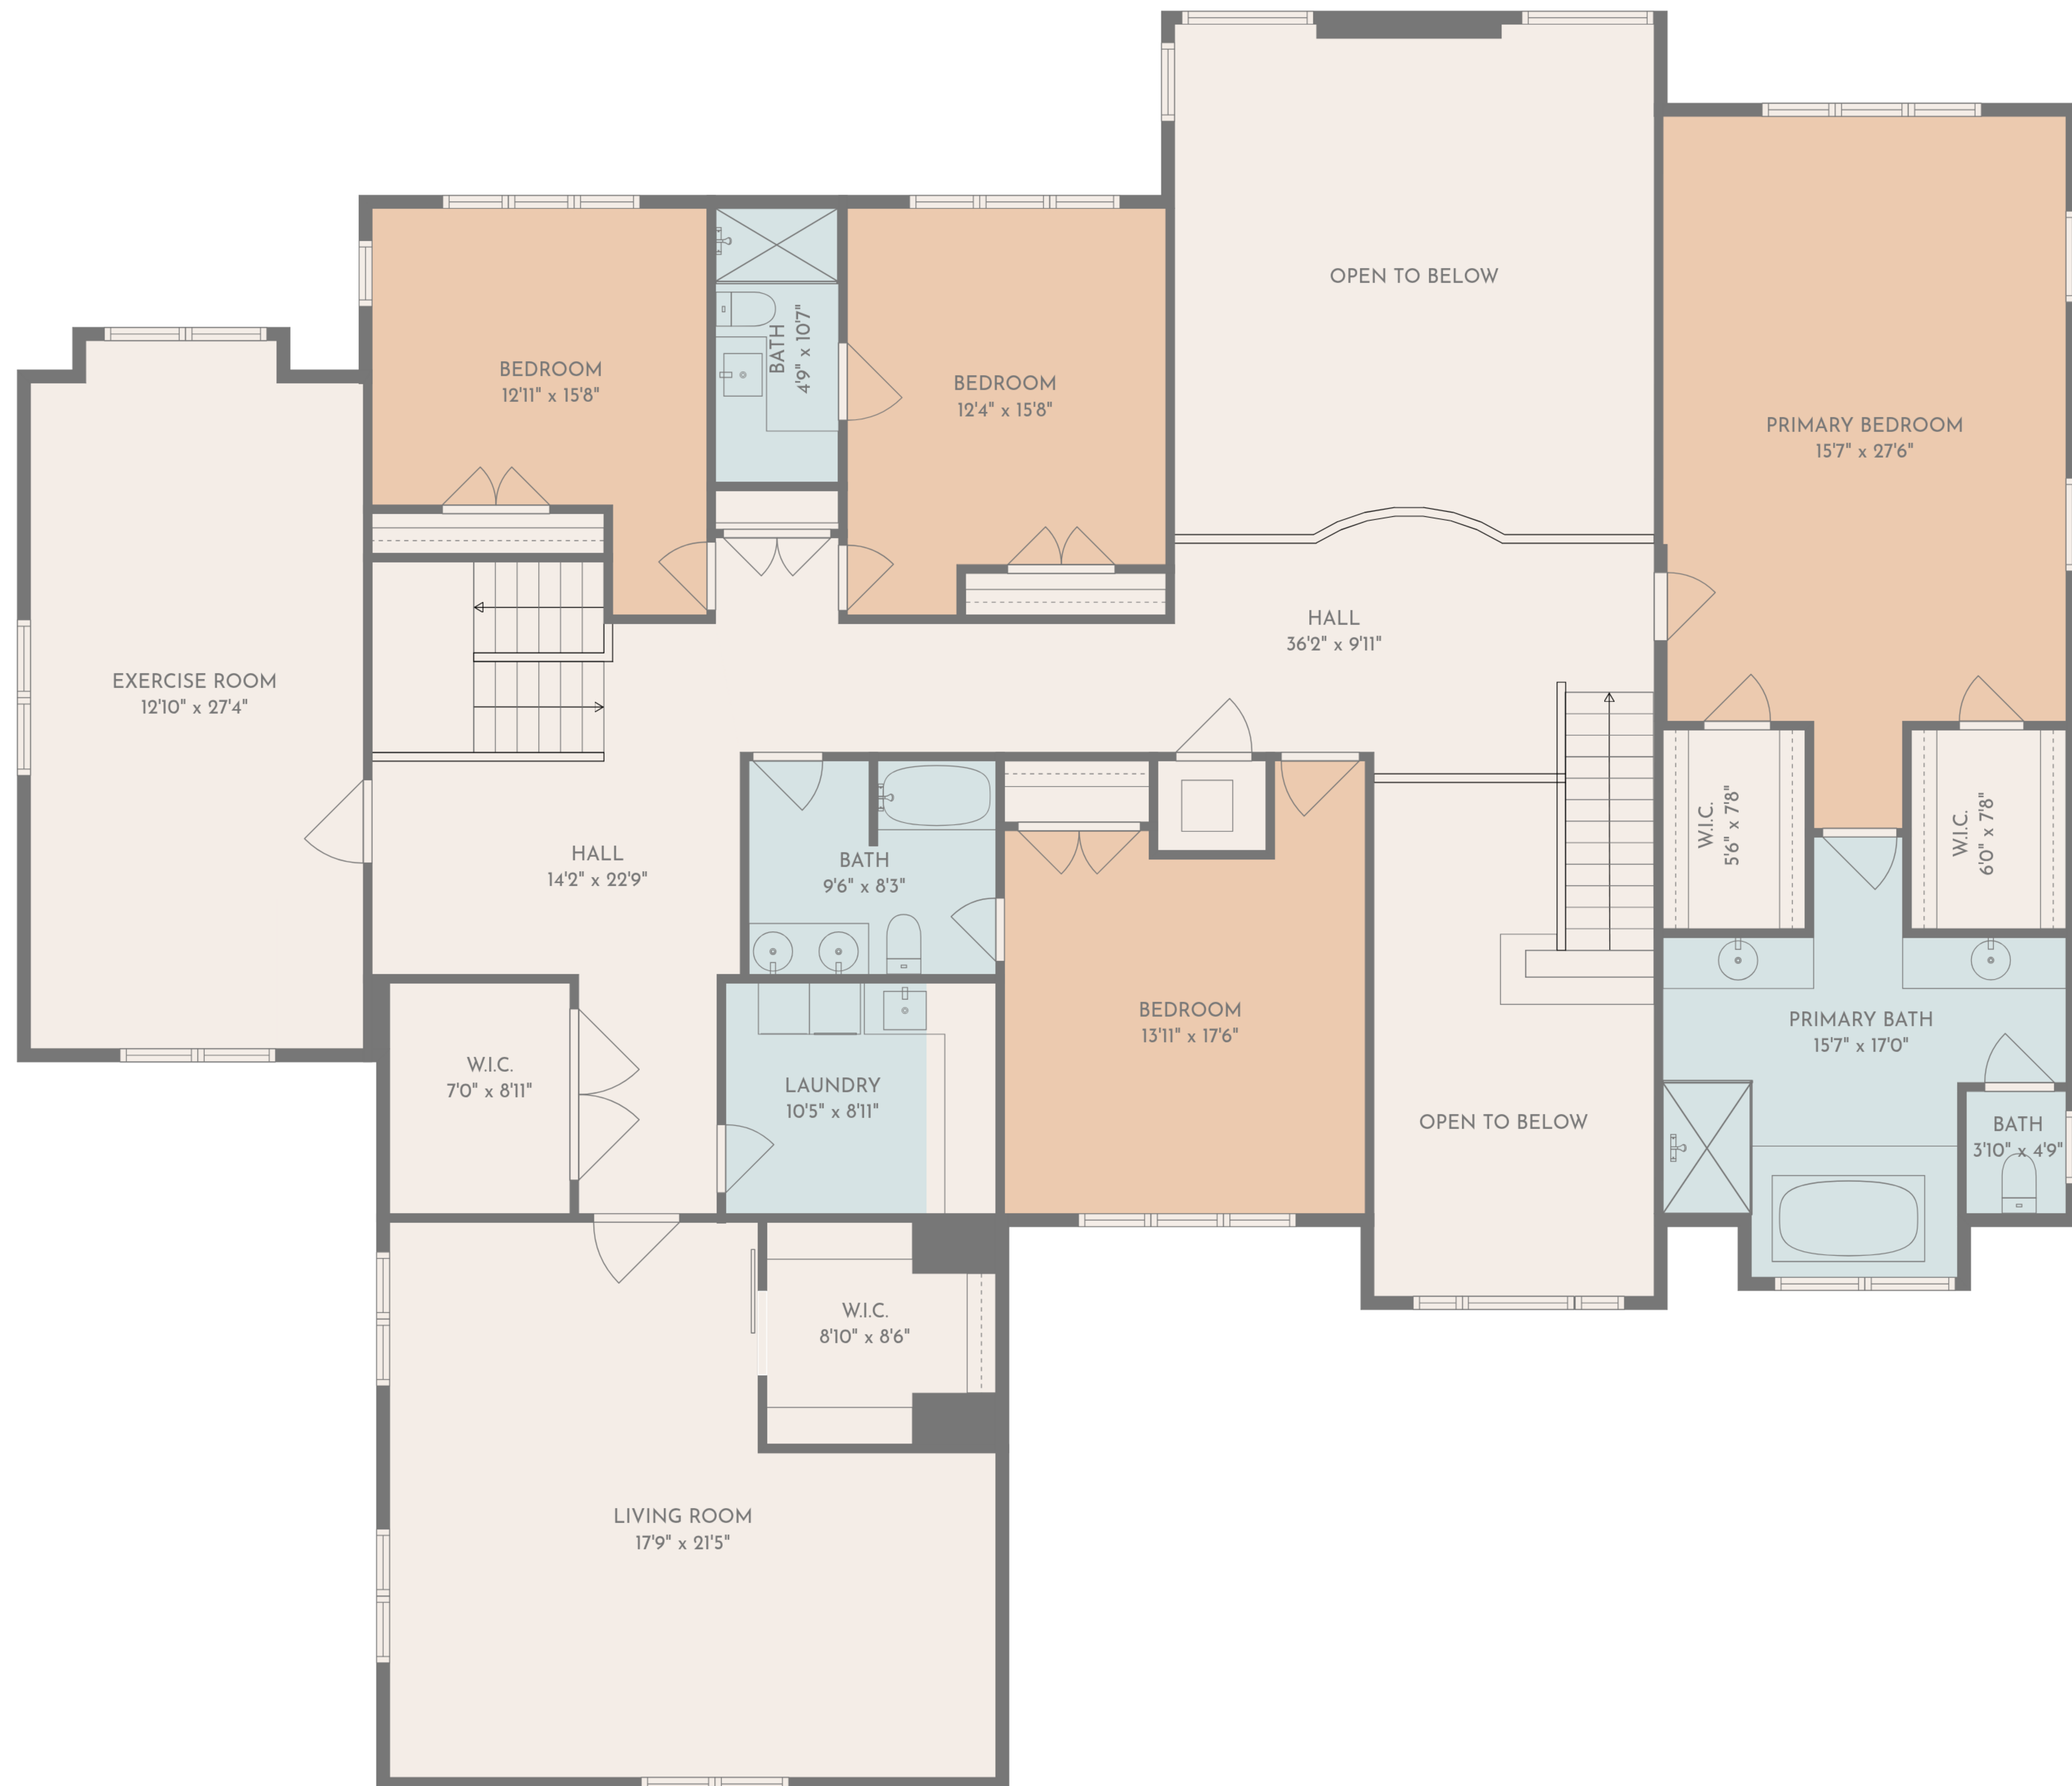 OPEN TO BELOW
BEDROOM
12'11" x 15'8"
BATH
4'9" x 10'7"
BEDROOM
12'4" x 15'8"
PRIMARY BEDROOM
15'7" x 27'6"
EXERCISE ROOM
12'10" x 27'4"
HALL
36'2" x 9'11"
W.I.C.
5'6" x 7'8"
W.I.C.
6'0" x 7'8"
HALL
14'2" x 22'9"
BATH
9'6" x 8'3"
BEDROOM
13'11" x 17'6"
PRIMARY BATH
15'7" x 17'0"
W.I.C.
7'0" x 8'11"
LAUNDRY
10'5" x 8'11"
OPEN TO BELOW
BATH
3'10" x 4'9"
W.I.C.
8'10" x 8'6"
LIVING ROOM
17'9" x 21'5"